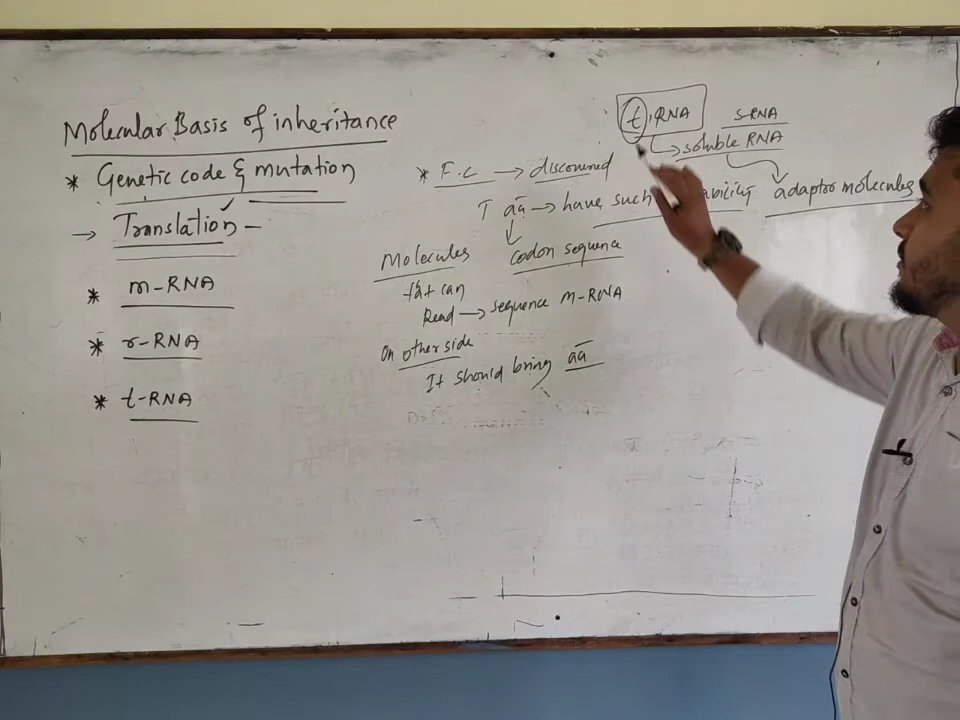 Molecular Basis of inheritance
* Genetic code & mutation
→ Translation -
* m-RNA
* r-RNA
* t-RNA
t.RNA
S-RNA
→ soluble RNA
adaptor molecules
* F.C → discovered
aa → have such
codon sequence
Molecules
can
Read → sequence m-RNA
On other side
It should bring aa